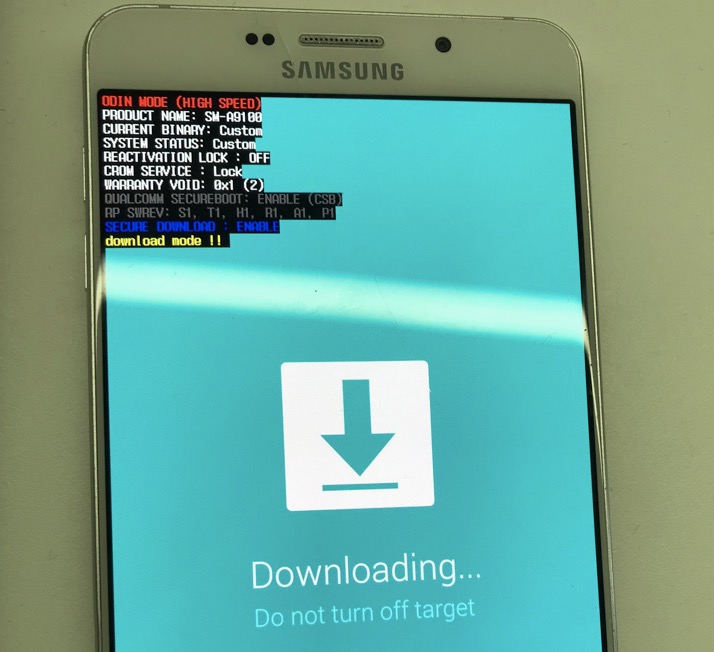 SAMSUNG
ODIN MODE (HIGH SPEED)
PRODUCT NAME: SM-A9100
CURRENT BINARY: Custom
SYSTEM STATUS: Custom
REACTIVATION LOCK : OFF
CROM SERVICE : Lock
WARRANTY VOID: 0x1 (2)
QUALCOMM SECUREBOOT: ENABLE (CSB)
RP SWREV: S1, T1, H1, R1, A1, P1
SECURE DOWNLOAD : ENABLE
download mode !!
Downloading...
Do not turn off target